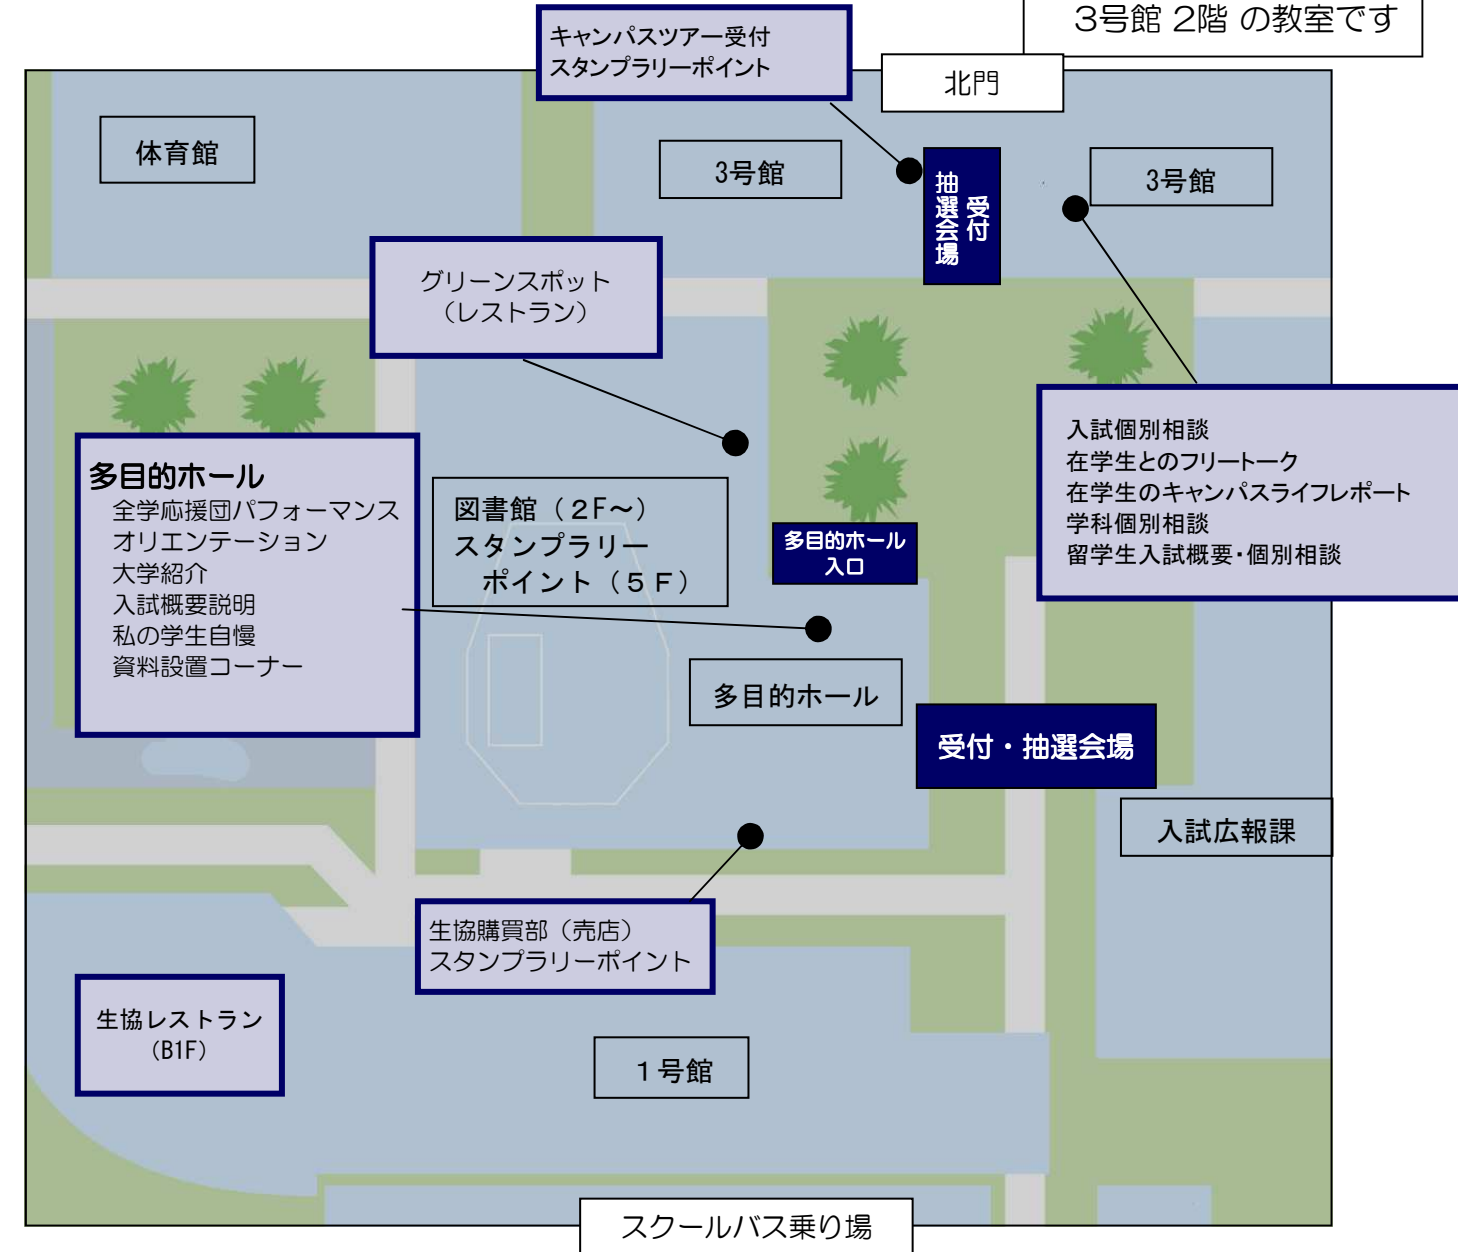 3号館 2階 の教室です
キャンパスツアー受付
スタンプラリーポイント
北門
体育館
3号館
抽選会場
受付
3号館
グリーンスポット
（レストラン）
入試個別相談
在学生とのフリートーク
在学生のキャンパスライフレポート
学科個別相談
留学生入試概要・個別相談
多目的ホール
全学応援団パフォーマンス
オリエンテーション
大学紹介
入試概要説明
私の学生自慢
資料設置コーナー
図書館（２F～）
スタンプラリー
ポイント（５Ｆ）
多目的ホール
入口
多目的ホール
受付・抽選会場
入試広報課
生協購買部（売店）
スタンプラリーポイント
生協レストラン
（B1F）
１号館
スクールバス乗り場